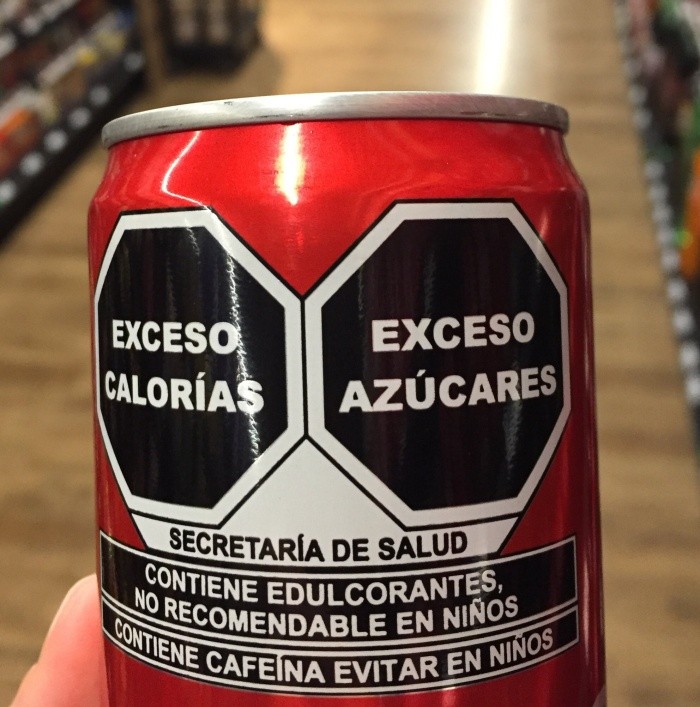 EXCESO
CALORÍAS
EXCESO
AZÚCARES
SECRETARÍA DE SALUD
CONTIENE EDULCORANTES,
NO RECOMENDABLE EN NIÑOS
CONTIENE CAFEÍNA EVITAR EN NIÑOS